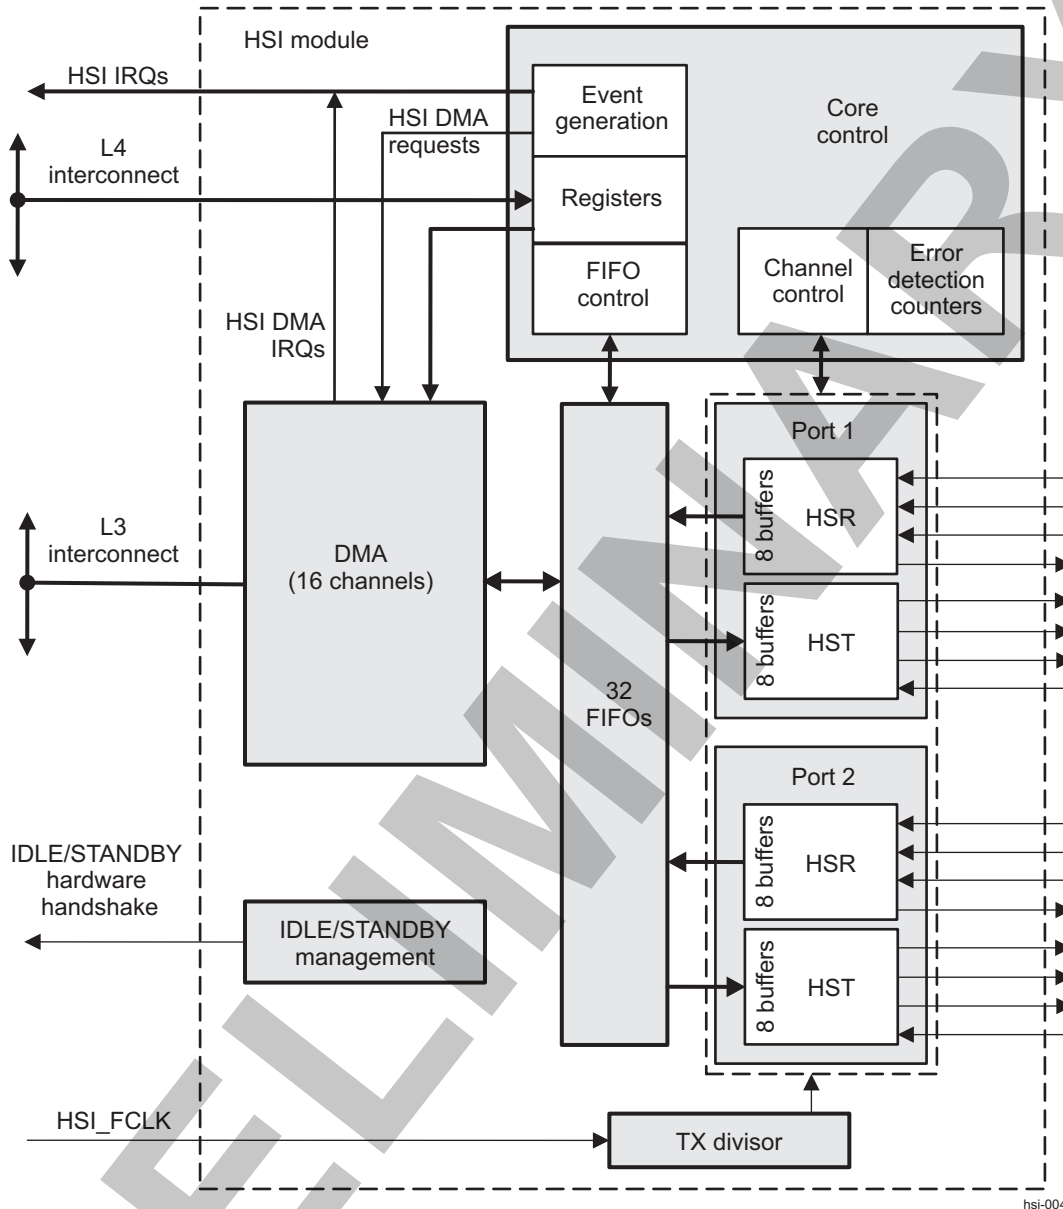 HSI module
HSI IRQs
Event
generation
Core
control
HSI DMA
requests
L4
interconnect
Registers
FIFO
control
Channel
control
Error
detection
counters
HSI DMA
IRQs
Port 1
8 buffers
HSR
L3
interconnect
DMA
(16 channels)
8 buffers
HST
32
FIFOs
Port 2
8 buffers
HSR
IDLE/STANDBY
hardware
handshake
IDLE/STANDBY
management
8 buffers
HST
HSI_FCLK
TX divisor
hsi-004